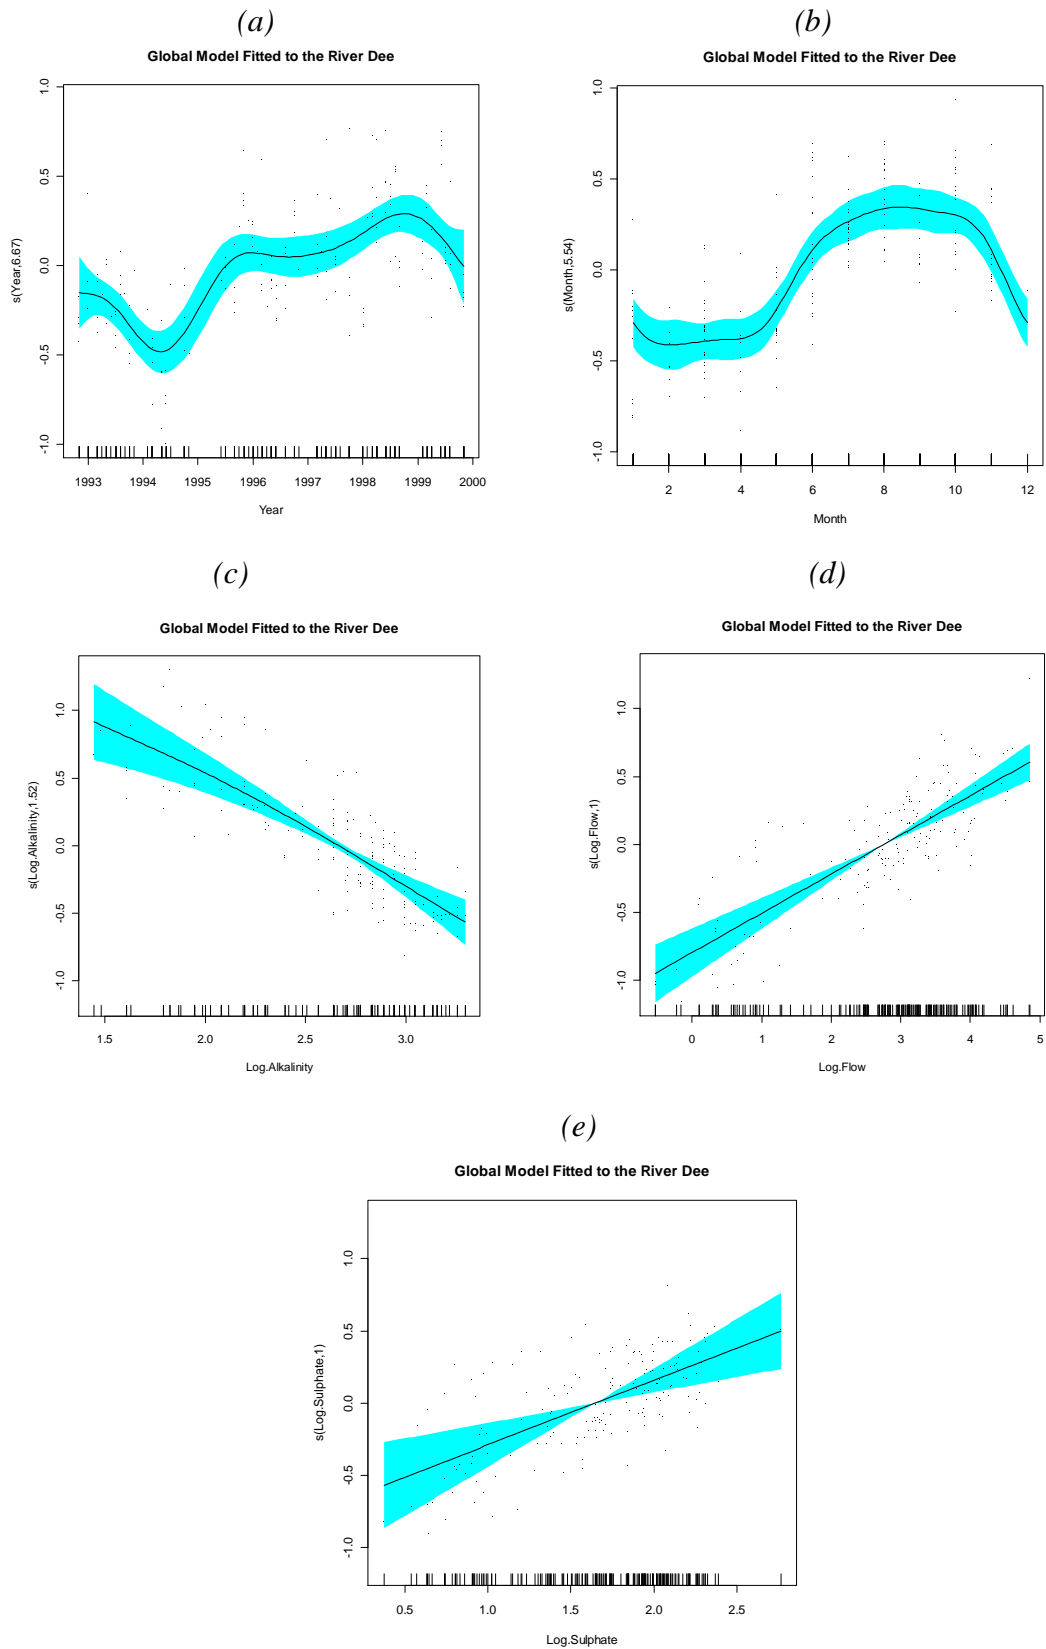 (a)
(b)
Global Model Fitted to the River Dee
Global Model Fitted to the River Dee
s(Year,6.67)
1.0
0.5
0.0
-0.5
-1.0
1993 1994 1995 1996 1997 1998 1999 2000
Year
s(Month,5.54)
1.0
0.5
0.0
-0.5
-1.0
2 4 6 8 10 12
Month
(c)
(d)
Global Model Fitted to the River Dee
Global Model Fitted to the River Dee
s(Log.Alkalinity,1.52)
1.0
0.5
0.0
-0.5
-1.0
1.5 2.0 2.5 3.0
Log.Alkalinity
s(Log.Flow,1)
1.0
0.5
0.0
-0.5
-1.0
0 1 2 3 4 5
Log.Flow
(e)
Global Model Fitted to the River Dee
s(Log.Sulphate,1)
1.0
0.5
0.0
-0.5
-1.0
0.5 1.0 1.5 2.0 2.5
Log.Sulphate